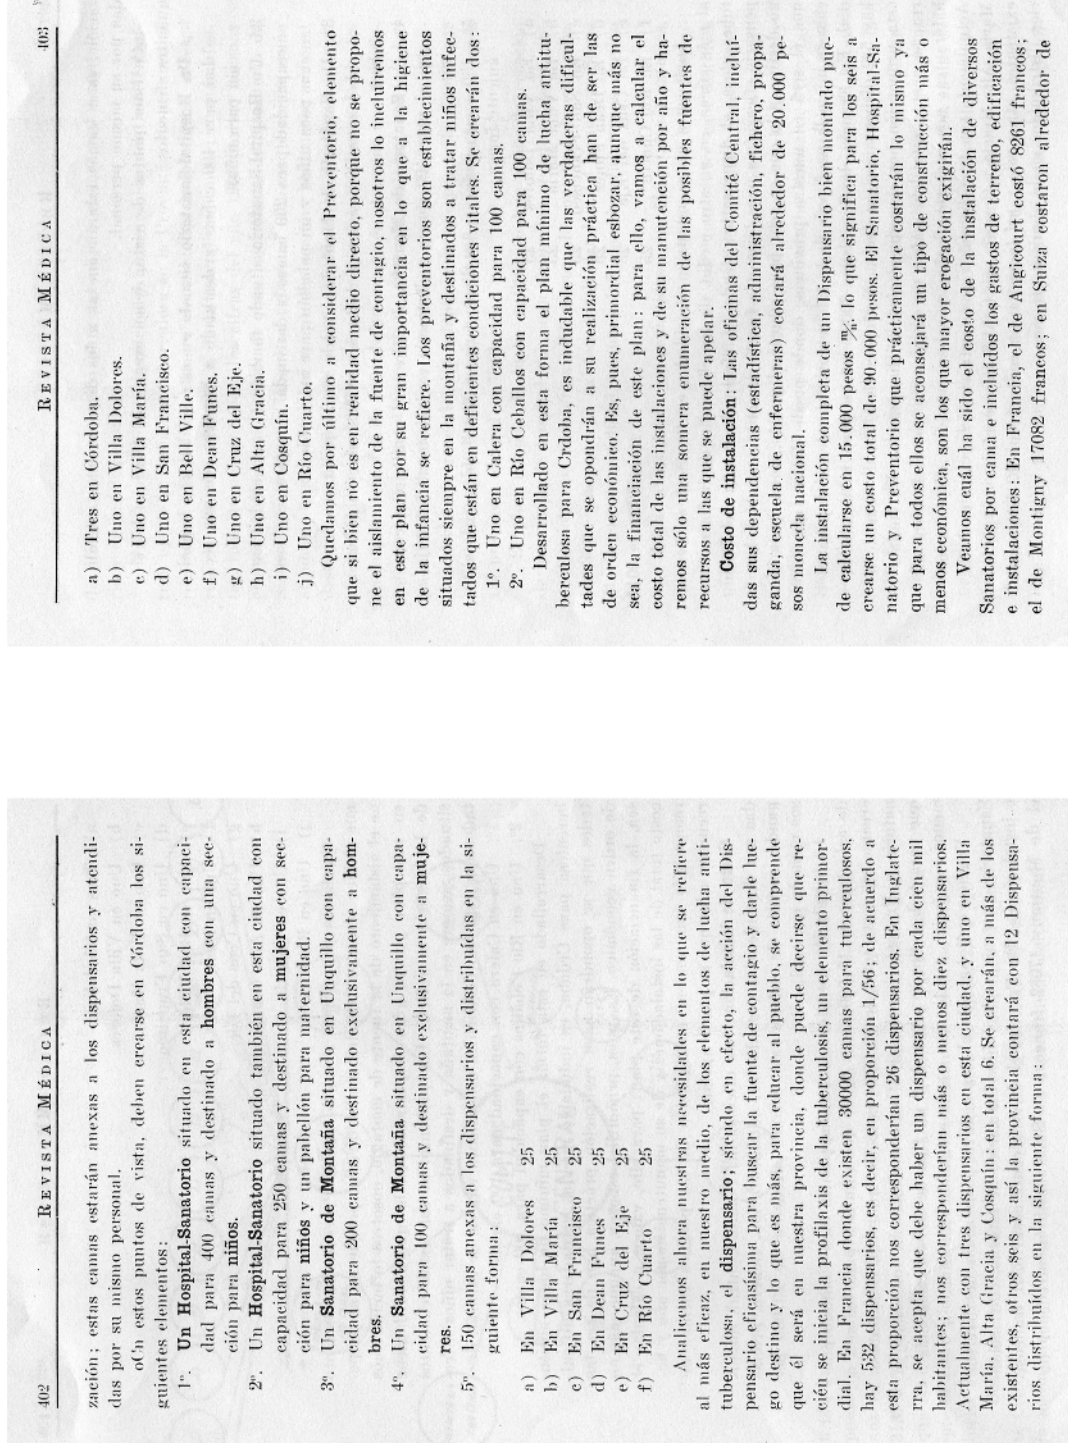 402
REVISTA MÉDICA
zación; estas camas estarán anexas a los dispensarios y atendi-
das por su mismo personal.
oCn estos puntos de vista, deben crearse en Córdoba los si-
guientes elementos:
1º. Un Hospital-Sanatorio situado en esta ciudad con capaci-
dad para 400 camas y destinado a hombres con una sec-
ción para niños.
2º. Un Hospital-Sanatorio situado también en esta ciudad con
capacidad para 250 camas y destinado a mujeres con sec-
ción para niños y un pabellón para maternidad.
3º. Un Sanatorio de Montaña situado en Unquillo con capa-
cidad para 200 camas y destinado exclusivamente a hom-
bres.
4º. Un Sanatorio de Montaña situado en Unquillo con capa-
cidad para 100 camas y destinado exclusivamente a muje-
res.
5º. 150 camas anexas a los dispensarios y distribuídas en la si-
guiente forma:
a) En Villa Dolores 25
b) En Villa María 25
c) En San Francisco 25
d) En Dean Funes 25
e) En Cruz del Eje 25
f) En Río Cuarto 25
Analicemos ahora nuestras necesidades en lo que se refiere
al más eficaz, en nuestro medio, de los elementos de lucha anti-
tuberculosa, el dispensario; siendo en efecto, la acción del Dis-
pensario eficasísima para buscar la fuente de contagio y darle lue-
go destino y lo que es más, para educar al pueblo, se comprende
que él será en nuestra provincia, donde puede decirse que re-
cién se inicia la profilaxis de la tuberculosis, un elemento primor-
dial. En Francia donde existen 30000 camas para tuberculosos,
hay 532 dispensarios, es decir, en proporción 1/56; de acuerdo a
esta proporción nos corresponderían 26 dispensarios. En Inglate-
rra, se acepta que debe haber un dispensario por cada cien mil
habitantes; nos corresponderían más o menos diez dispensarios.
Actualmente con tres dispensarios en esta ciudad, y uno en Villa
María, Alta Gracia y Cosquín: en total 6. Se crearán, a más de los
existentes, otros seis y así la provincia contará con 12 Dispensa-
rios distribuídos en la siguiente forma:
REVISTA MÉDICA
403
a) Tres en Córdoba.
b) Uno en Villa Dolores.
c) Uno en Villa María.
d) Uno en San Francisco.
e) Uno en Bell Ville.
f) Uno en Dean Funes.
g) Uno en Cruz del Eje.
h) Uno en Alta Gracia.
i) Uno en Cosquín.
j) Uno en Río Cuarto.
Quedamos por último a considerar el Preventorio, elemento
que si bien no es en realidad medio directo, porque no se propo-
ne el aislamiento de la fuente de contagio, nosotros lo incluiremos
en este plan por su gran importancia en lo que a la higiene
de la infancia se refiere. Los preventorios son establecimientos
situados siempre en la montaña y destinados a tratar niños infec-
tados que están en deficientes condiciones vitales. Se crearán dos:
1º. Uno en Calera con capacidad para 100 camas.
2º. Uno en Río Ceballos con capacidad para 100 camas.
Desarrollado en esta forma el plan mínimo de lucha antitu-
berculosa para Crdoba, es indudable que las verdaderas dificul-
tades que se opondrán a su realización práctica han de ser las
de orden económico. Es, pues, primordial esbozar, aunque más no
sea, la financiación de este plan: para ello, vamos a calcular el
costo total de las instalaciones y de su manutención por año y ha-
remos sólo una somera enumeración de las posibles fuentes de
recursos a las que se puede apelar.
Costo de instalación: Las oficinas del Comité Central, incluí-
das sus dependencias (estadística, administración, fichero, propa-
ganda, escuela de enfermeras) costará alrededor de 20.000 pe-
sos moneda nacional.
La instalación completa de un Dispensario bien montado pue-
de calcularse en 15.000 pesos m/n. lo que significa para los seis a
crearse un costo total de 90.000 pesos. El Sanatorio, Hospital-Sa-
natorio y Preventorio que prácticamente costarán lo mismo ya
que para todos ellos se aconsejará un tipo de construcción más o
menos económica, son los que mayor erogación exigirán.
Veamos cuál ha sido el costo de la instalación de diversos
Sanatorios por cama e incluídos los gastos de terreno, edificación
e instalaciones: En Francia, el de Angicourt costó 8261 francos;
el de Montigny 17082 francos; en Suiza costaron alrededor de